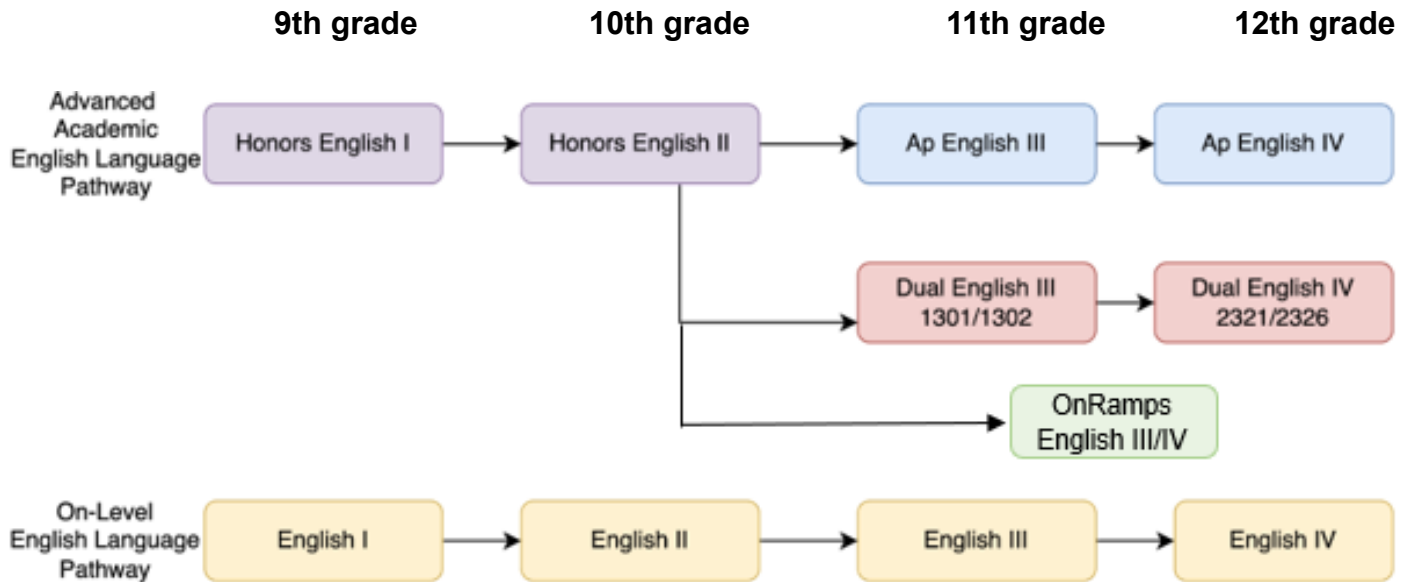 9th grade 10th grade 11th grade 12th grade
Advanced
Academic
English Language
Pathway
Honors English I
Honors English II
Ap English III
Ap English IV
Dual English III
1301/1302
Dual English IV
2321/2326
OnRamps
English III/IV
On-Level
English Language
Pathway
English I
English II
English III
English IV